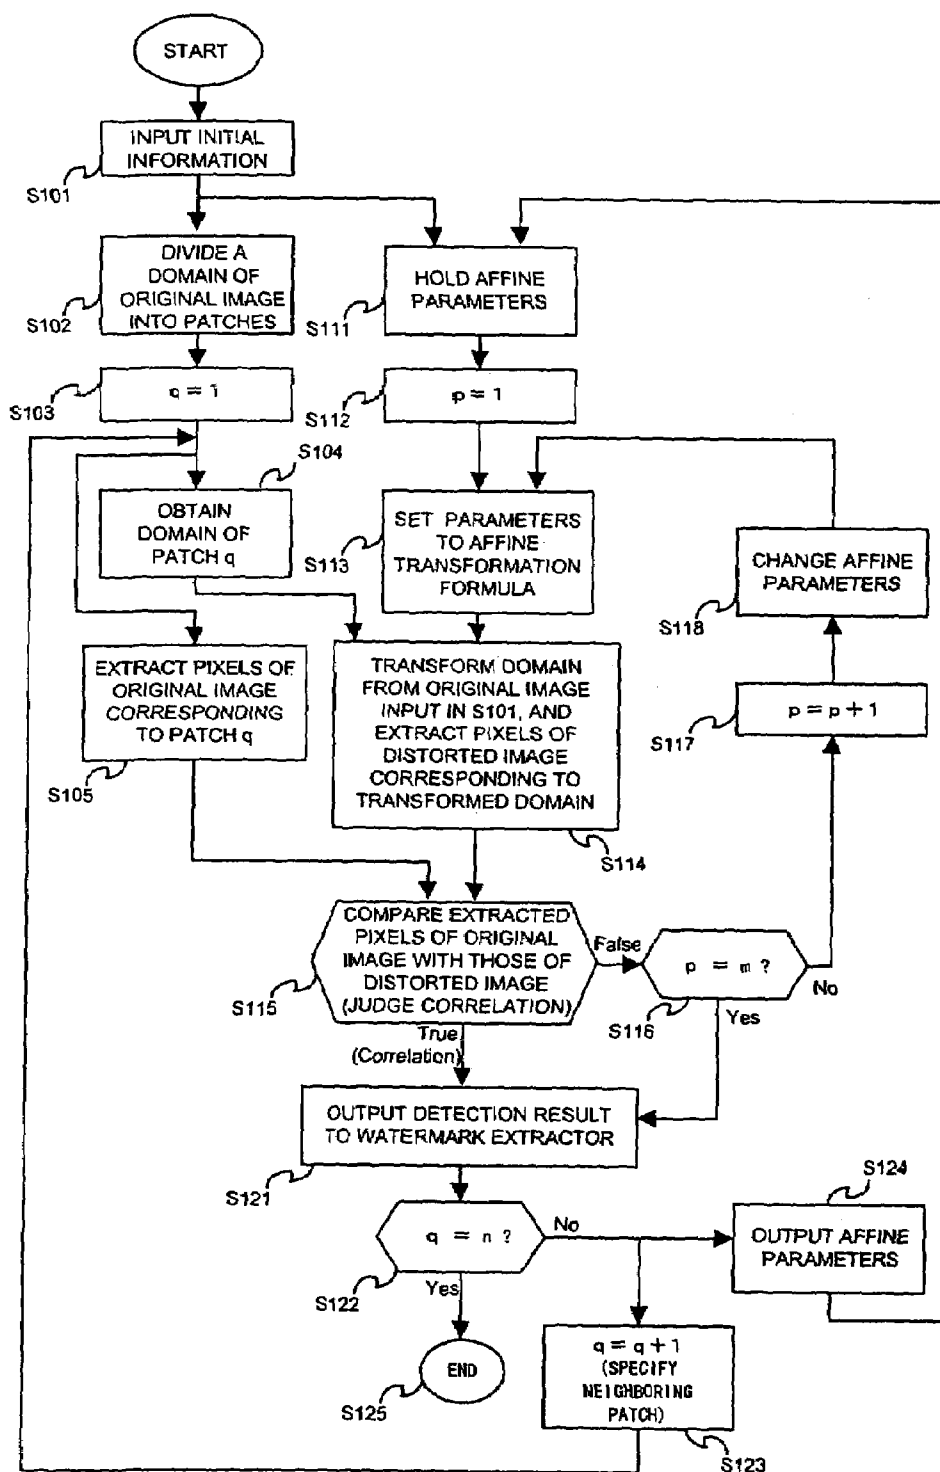 START
INPUT INITIAL
INFORMATION
S101
DIVIDE A
DOMAIN OF
ORIGINAL IMAGE
INTO PATCHES
S102
HOLD AFFINE
PARAMETERS
S111
q = 1
S103
p = 1
S112
S104
OBTAIN
DOMAIN OF
PATCH q
SET PARAMETERS
TO AFFINE
TRANSFORMATION
FORMULA
S113
CHANGE AFFINE
PARAMETERS
S118
EXTRACT PIXELS OF
ORIGINAL IMAGE
CORRESPONDING
TO PATCH q
S105
TRANSFORM DOMAIN
FROM ORIGINAL IMAGE
INPUT IN S101, AND
EXTRACT PIXELS OF
DISTORTED IMAGE
CORRESPONDING TO
TRANSFORMED DOMAIN
S114
p = p + 1
S117
COMPARE EXTRACTED
PIXELS OF ORIGINAL
IMAGE WITH THOSE OF
DISTORTED IMAGE
(JUDGE CORRELATION)
S115
False
p = m ?
S116
No
Yes
True
(Correlation)
OUTPUT DETECTION RESULT
TO WATERMARK EXTRACTOR
S121
q = n ?
S122
No
Yes
S124
OUTPUT AFFINE
PARAMETERS
END
S125
q = q + 1
(SPECIFY
NEIGHBORING
PATCH)
S123